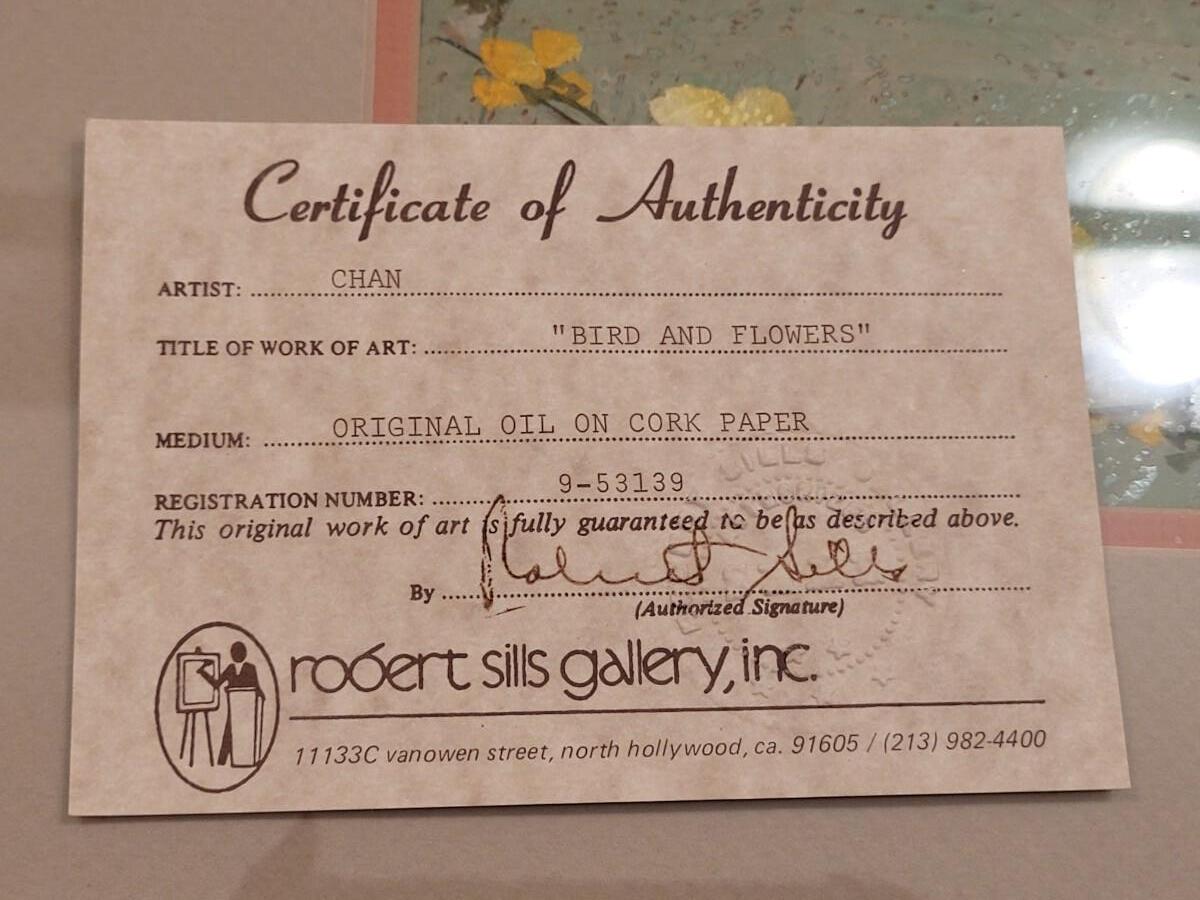 Certificate of Authenticity
ARTIST: CHAN
TITLE OF WORK OF ART: "BIRD AND FLOWERS"
MEDIUM: ORIGINAL OIL ON CORK PAPER
REGISTRATION NUMBER: 9-53139
This original work of art is fully guaranteed to be as described above.
By Robert Sills
(Authorized Signature)
robert sills gallery, inc.
11133C vanowen street, north hollywood, ca. 91605 / (213) 982-4400